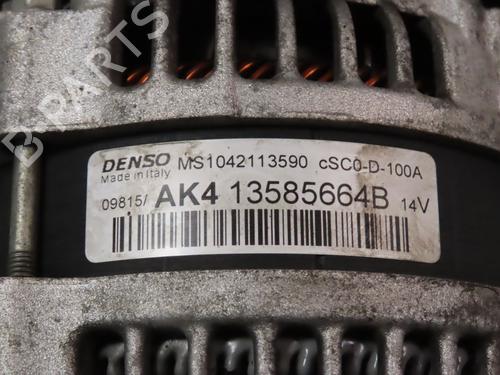 B PARTS
DENSO MS1042113590 cSC0-D-100A
Made in Italy
09815/ AK4 13585664B 14V